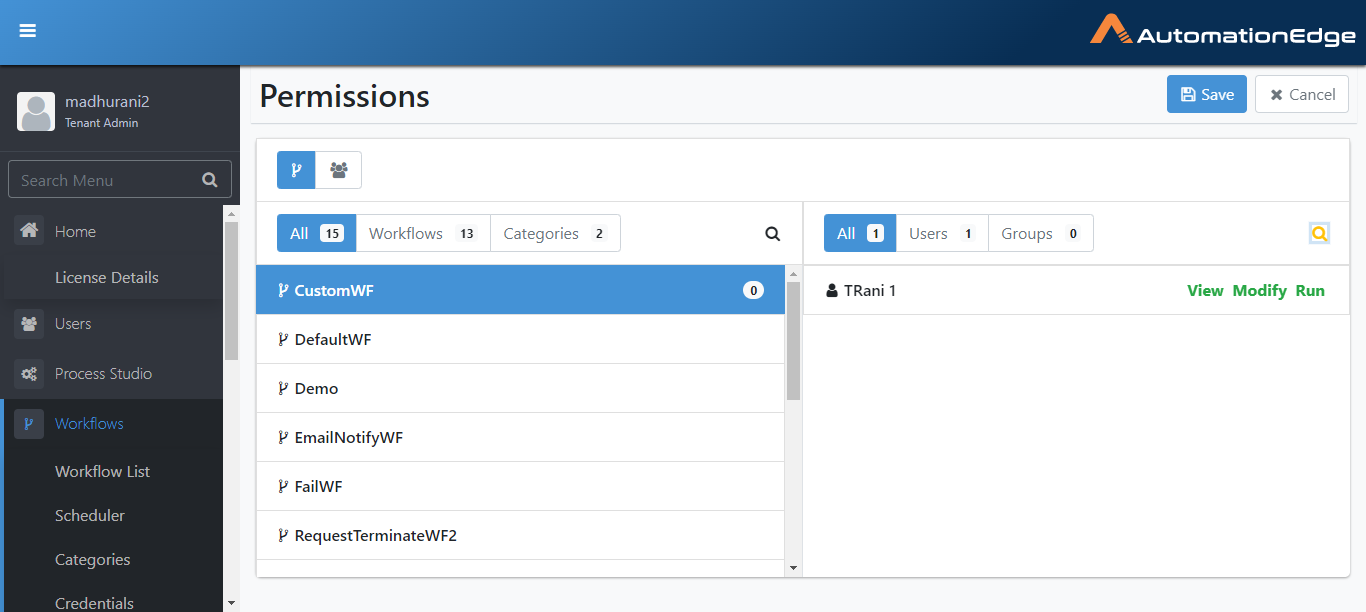 AutomationEdge
madhurani2
Tenant Admin
Search Menu
Home
License Details
Users
Process Studio
Workflows
Workflow List
Scheduler
Categories
Credentials
Permissions
Save
Cancel
All 15
Workflows 13
Categories 2
CustomWF 0
DefaultWF
Demo
EmailNotifyWF
FailWF
RequestTerminateWF2
All 1
Users 1
Groups 0
TRani 1
View Modify Run